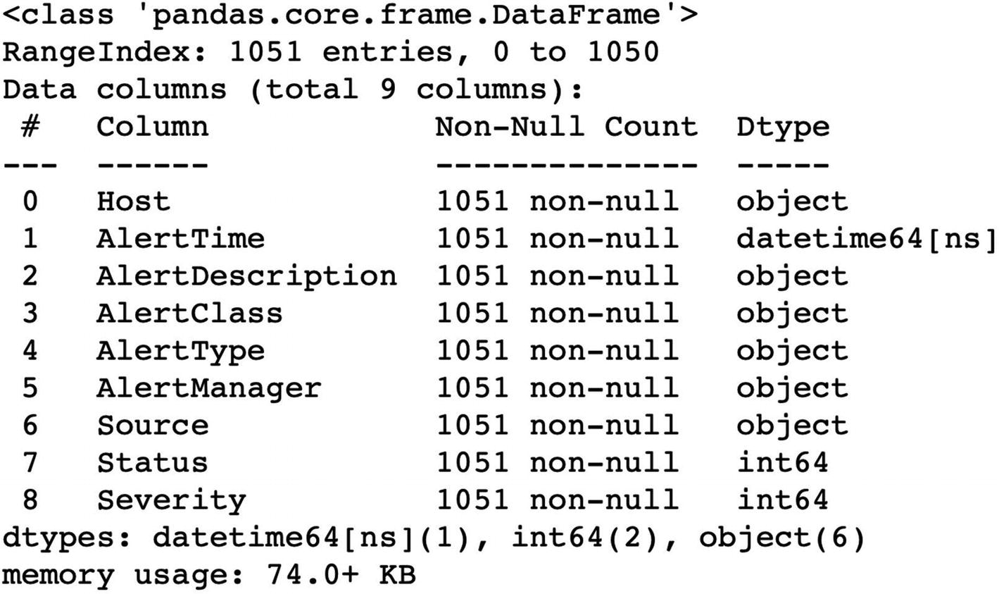 <class 'pandas.core.frame.DataFrame'>
RangeIndex: 1051 entries, 0 to 1050
Data columns (total 9 columns):
 #   Column            Non-Null Count  Dtype
---  ------            --------------  -----
 0   Host              1051 non-null   object
 1   AlertTime         1051 non-null   datetime64[ns]
 2   AlertDescription  1051 non-null   object
 3   AlertClass        1051 non-null   object
 4   AlertType         1051 non-null   object
 5   AlertManager      1051 non-null   object
 6   Source            1051 non-null   object
 7   Status            1051 non-null   int64
 8   Severity          1051 non-null   int64
dtypes: datetime64[ns](1), int64(2), object(6)
memory usage: 74.0+ KB